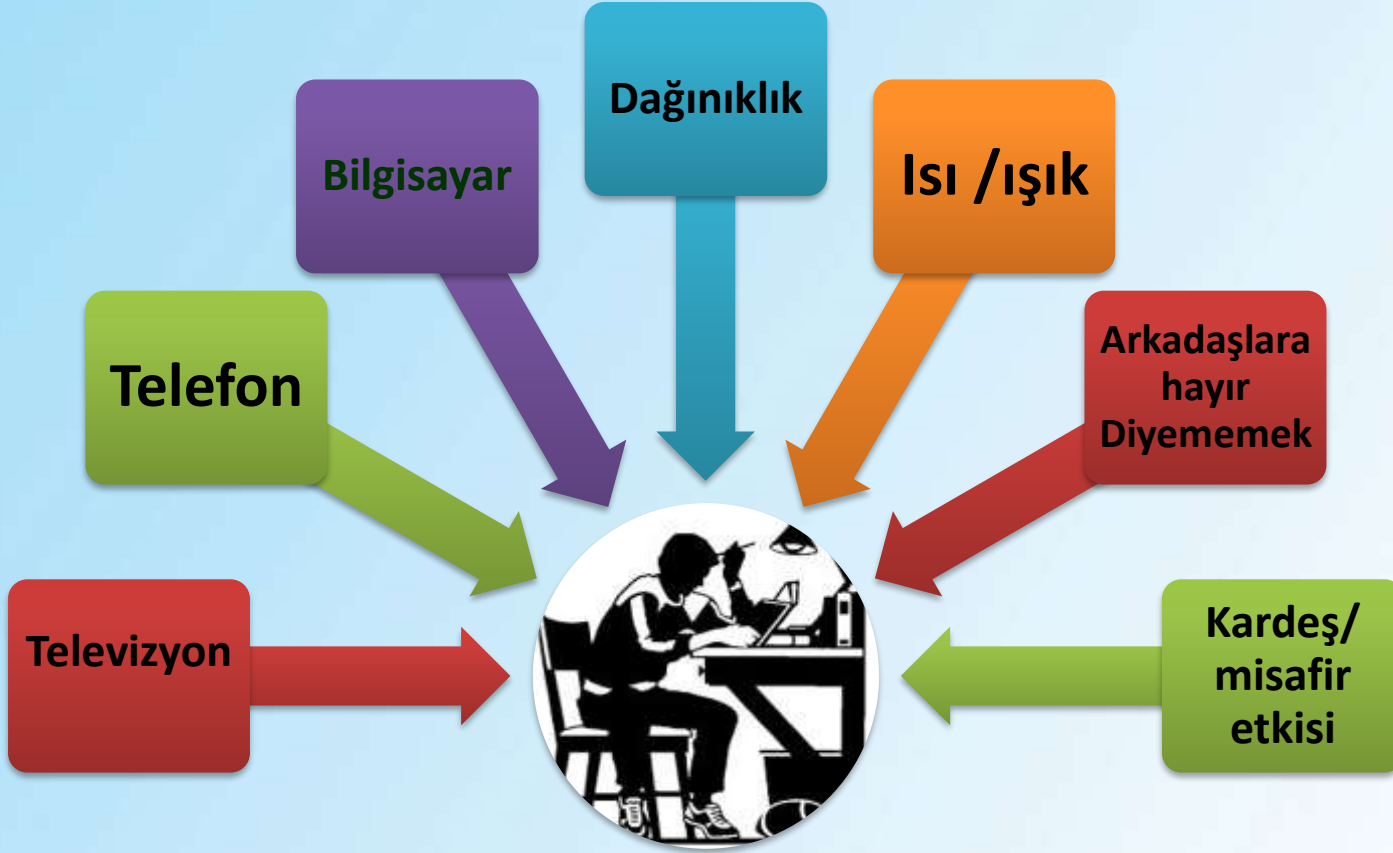 Televizyon
Telefon
Bilgisayar
Dağınıklık
Isı /ışık
Arkadaşlara
hayır
Diyememek
Kardeş/
misafir
etkisi